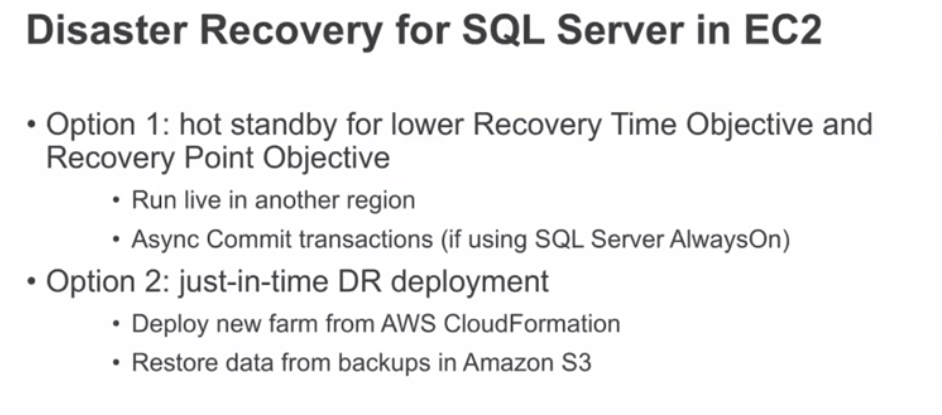 Disaster Recovery for SQL Server in EC2
• Option 1: hot standby for lower Recovery Time Objective and
Recovery Point Objective
• Run live in another region
• Async Commit transactions (if using SQL Server AlwaysOn)
• Option 2: just-in-time DR deployment
• Deploy new farm from AWS CloudFormation
• Restore data from backups in Amazon S3